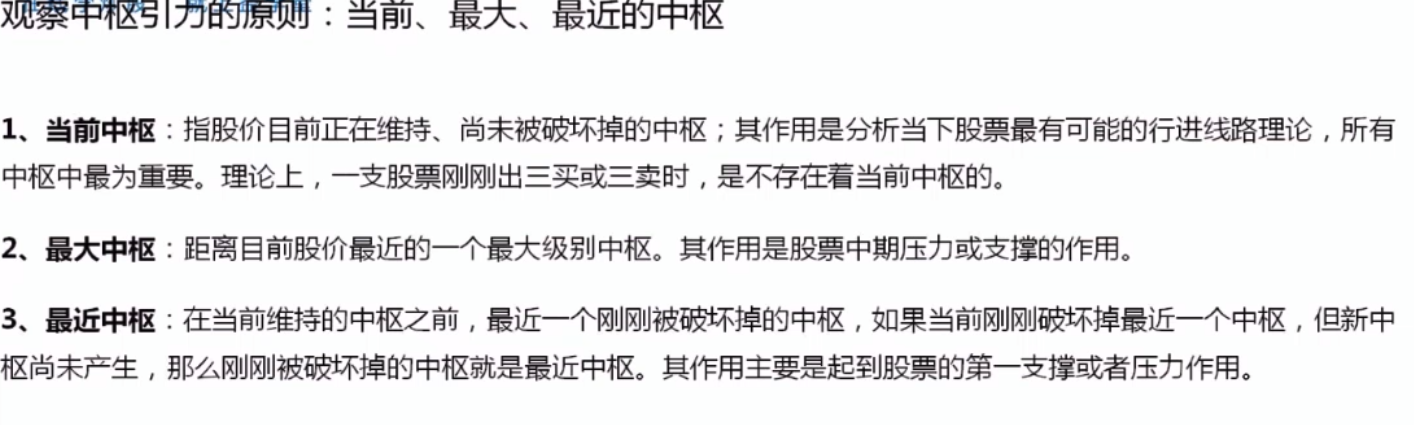 观察中枢引力的原则：当前、最大、最近的中枢
1、当前中枢：指股价目前正在维持、尚未被破坏掉的中枢；其作用是分析当下股票最有可能的行进线路理论，所有
中枢中最为重要。理论上，一支股票刚刚出三买或三卖时，是不存在着当前中枢的。
2、最大中枢：距离目前股价最近的一个最大级别中枢。其作用是股票中期压力或支撑的作用。
3、最近中枢：在当前维持的中枢之前，最近一个刚刚被破坏掉的中枢，如果当前刚刚破坏掉最近一个中枢，但新中
枢尚未产生，那么刚刚被破坏掉的中枢就是最近中枢。其作用主要是起到股票的第一支撑或者压力作用。